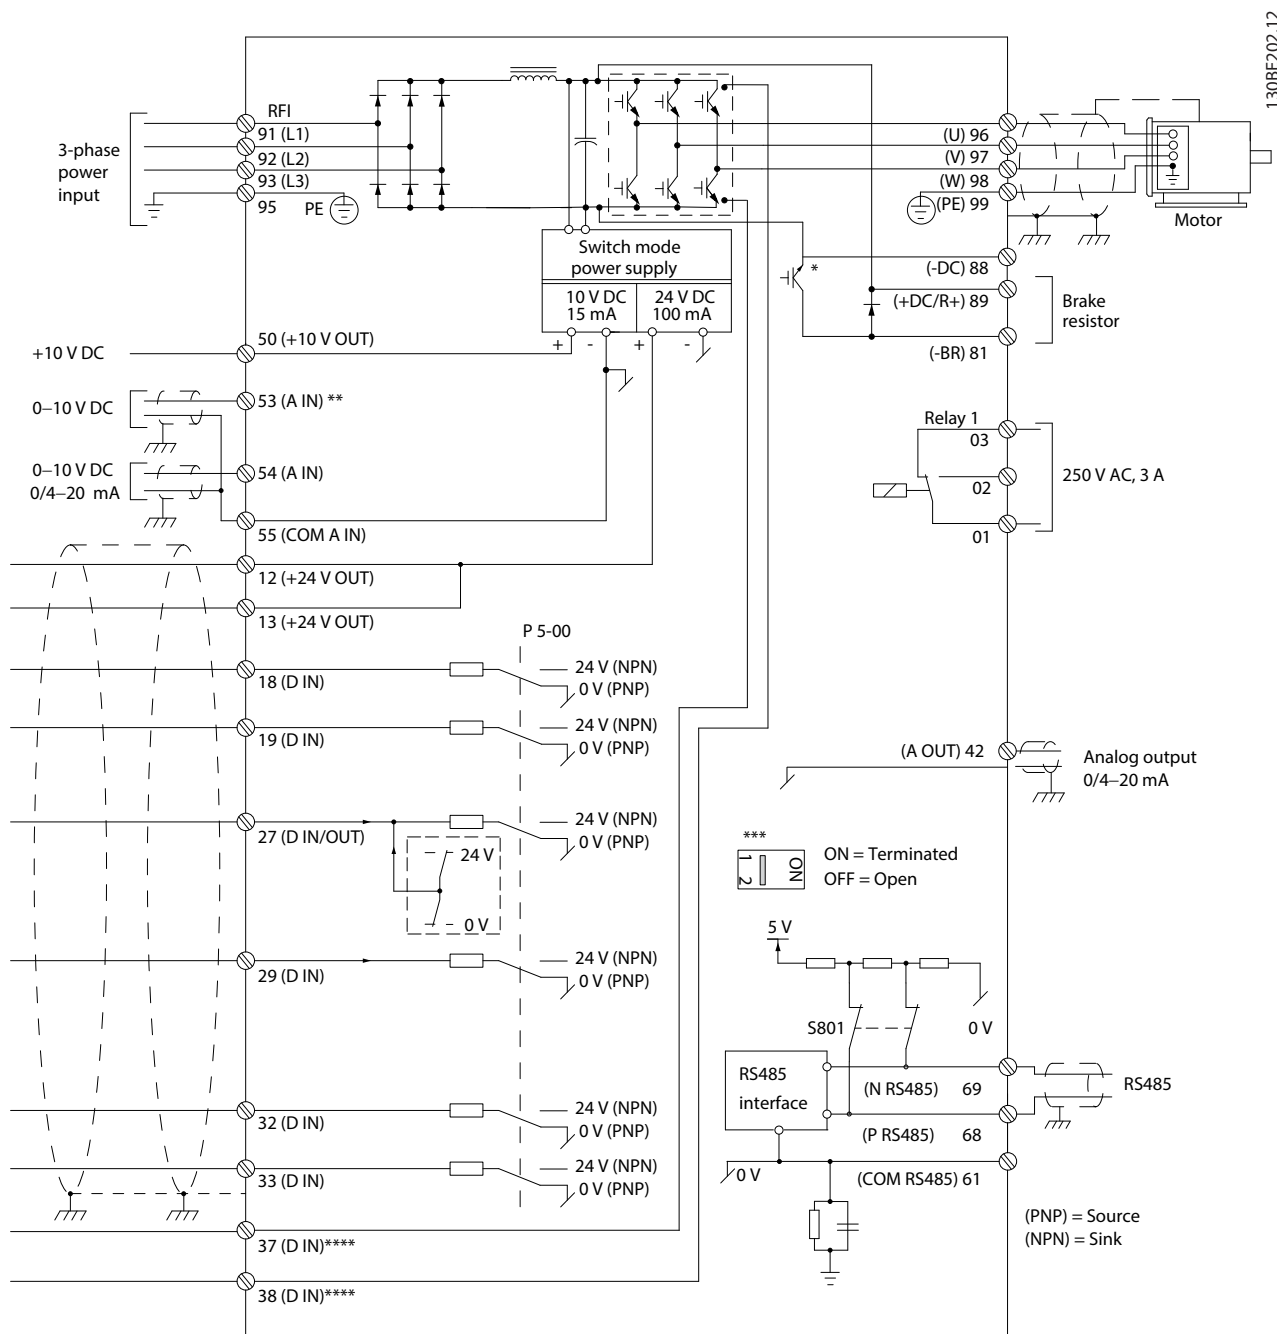 130BF202.12
3-phase
power
input
RFI
91 (L1)
92 (L2)
93 (L3)
95
PE
(U) 96
(V) 97
(W) 98
(PE) 99
Motor
Switch mode
power supply
10 V DC
15 mA
24 V DC
100 mA
+ - + -
*
(-DC) 88
(+DC/R+) 89
(-BR) 81
Brake
resistor
+10 V DC
50 (+10 V OUT)
0–10 V DC
53 (A IN) **
0–10 V DC
0/4–20 mA
54 (A IN)
55 (COM A IN)
Relay 1
03
02
01
250 V AC, 3 A
12 (+24 V OUT)
13 (+24 V OUT)
P 5-00
18 (D IN)
24 V (NPN)
0 V (PNP)
19 (D IN)
24 V (NPN)
0 V (PNP)
27 (D IN/OUT)
24 V (NPN)
0 V (PNP)
24 V
0 V
29 (D IN)
24 V (NPN)
0 V (PNP)
32 (D IN)
24 V (NPN)
0 V (PNP)
33 (D IN)
24 V (NPN)
0 V (PNP)
37 (D IN)****
38 (D IN)****
(A OUT) 42
Analog output
0/4–20 mA
***
1 2
ON
ON = Terminated
OFF = Open
5 V
S801
0 V
RS485
interface
(N RS485) 69
(P RS485) 68
RS485
0 V
(COM RS485) 61
(PNP) = Source
(NPN) = Sink